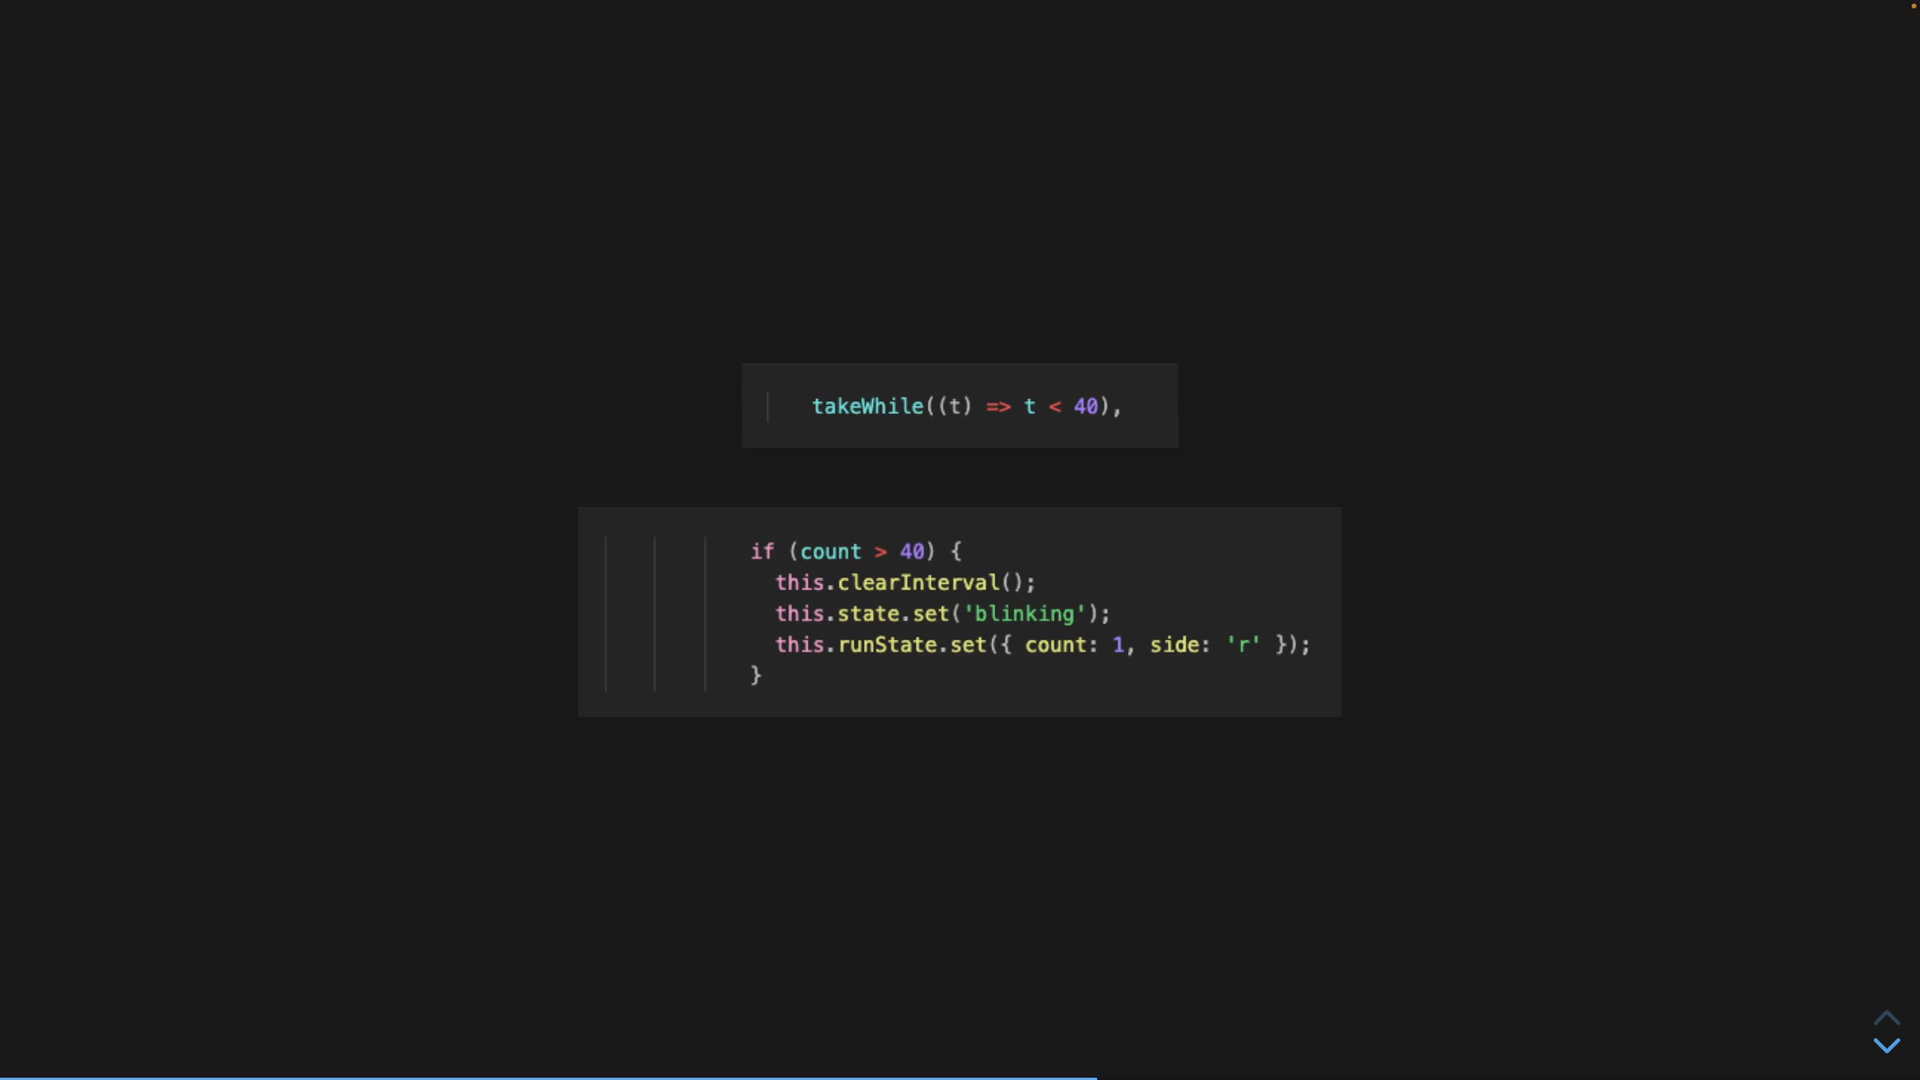 takeWhile((t) => t < 40),
if (count > 40) {
this.clearInterval();
this.state.set('blinking');
this.runState.set({ count: 1, side: 'r' });
}